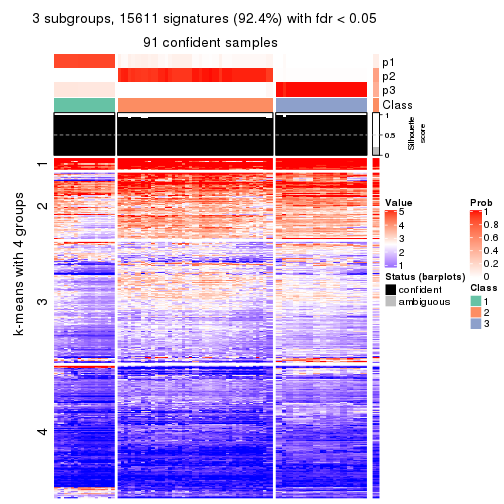 3 subgroups, 15611 signatures (92.4%) with fdr < 0.05
91 confident samples
p1
p2
p3
Class
1
0.5
0
Silhouette
score
k-means with 4 groups
1
2
3
4
Value
5
4
3
2
1
Status (barplots)
confident
ambiguous
Prob
1
0.8
0.6
0.4
0.2
0
Class
1
2
3